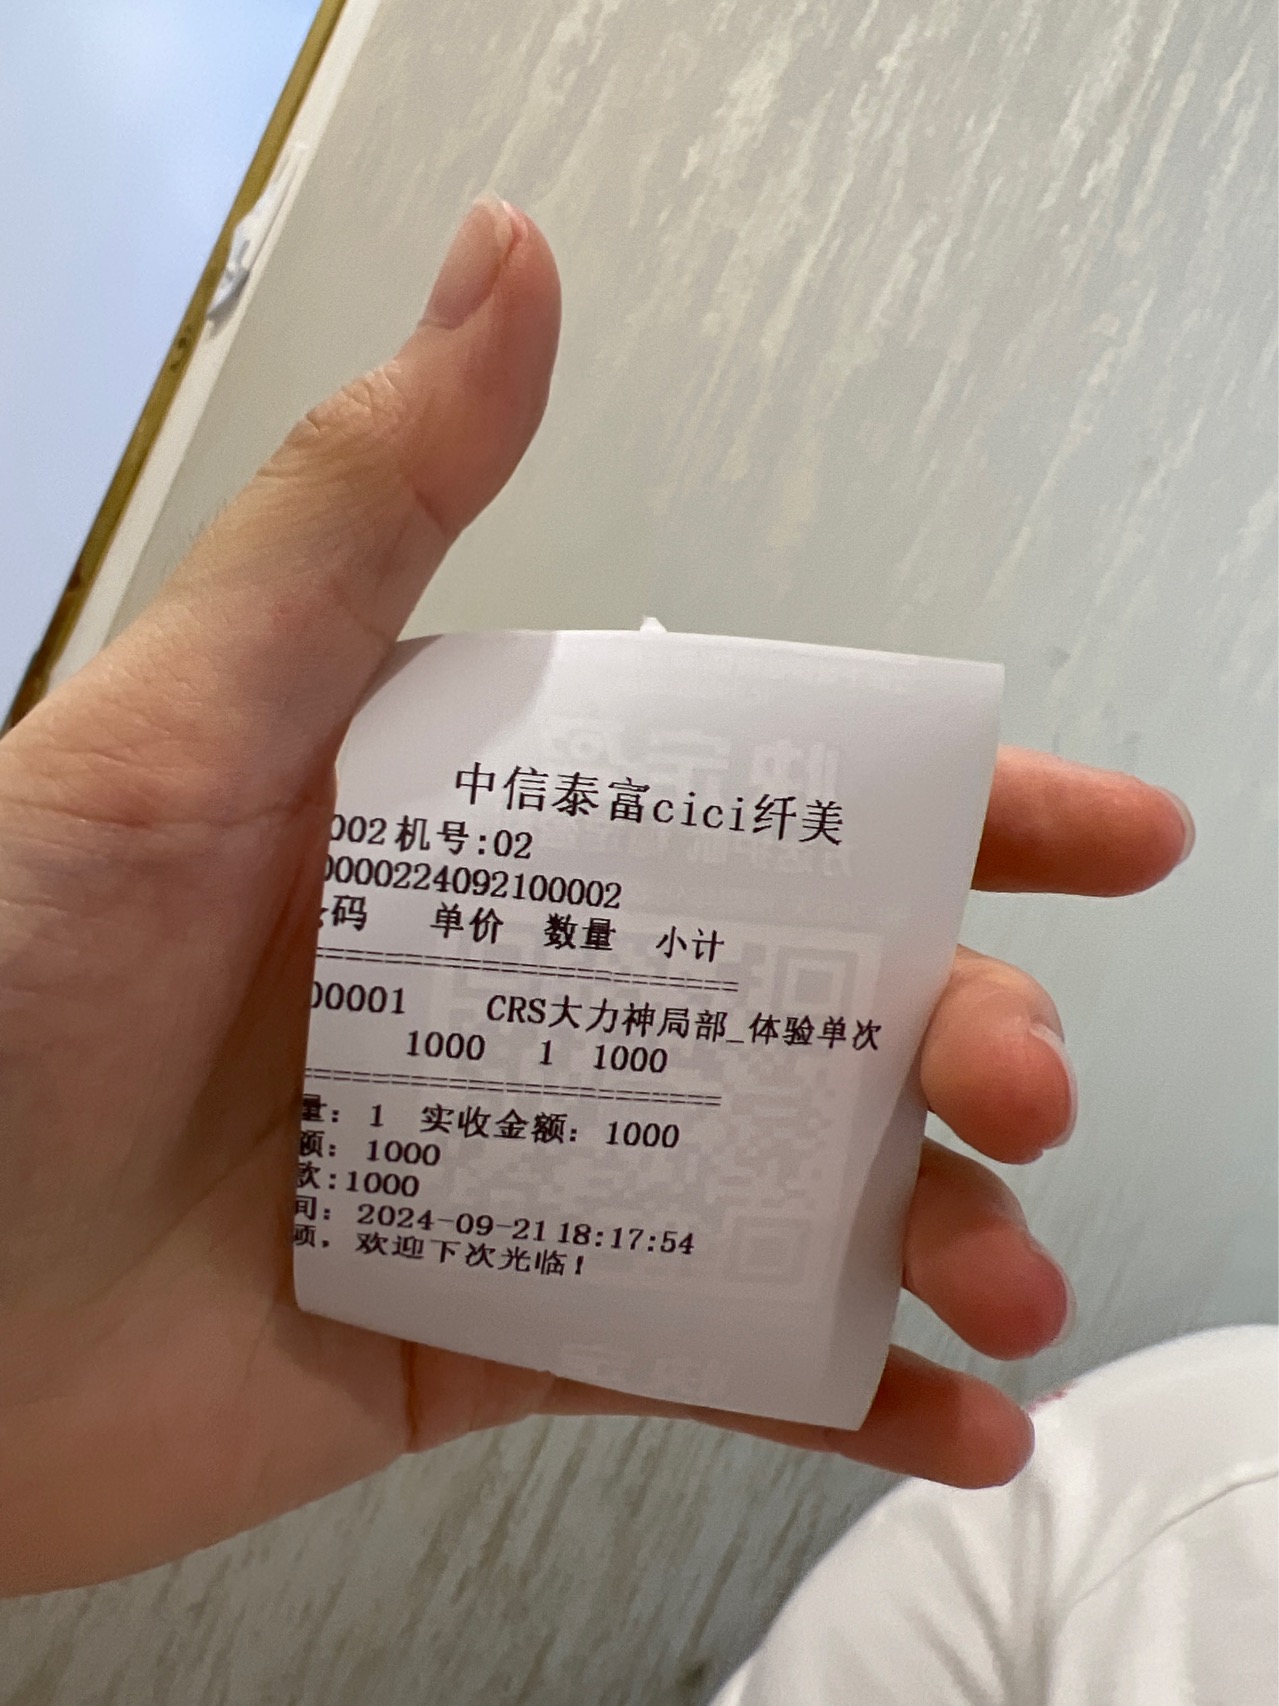 中信泰富cici纤美
002机号:02
0000224092100002
码 单价 数量 小计
00001 CRS大力神局部_体验单次
1000 1 1000
量: 1 实收金额: 1000
额: 1000
款:1000
间: 2024-09-21 18:17:54
顾, 欢迎下次光临!